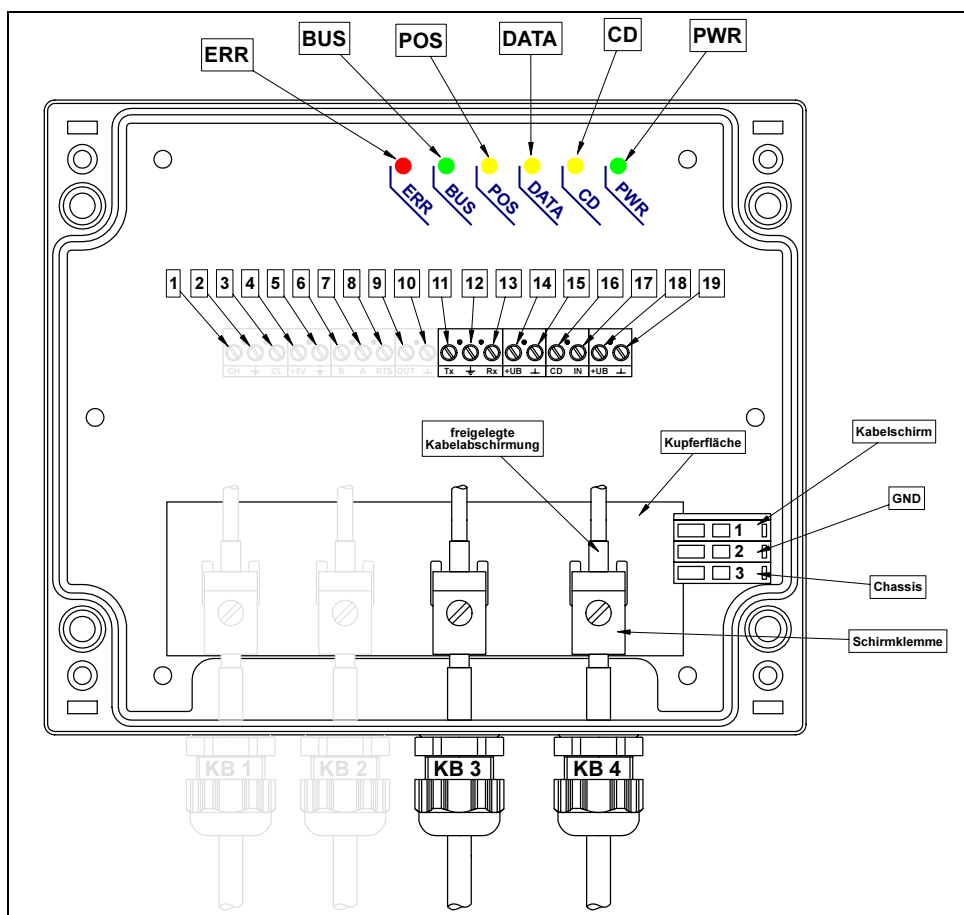 ERR
BUS
POS
DATA
CD
PWR
ERR
BUS
POS
DATA
CD
PWR
1 2 3 4 5 6 7 8 9 10 11 12 13 14 15 16 17 18 19
CH CL +5V B A RTS OUT Tx Rx +UB CD IN +UB
freigelegte
Kabelabschirmung
Kupferfläche
Kabelschirm
GND
Chassis
Schirmklemme
1
2
3
KB 1
KB 2
KB 3
KB 4